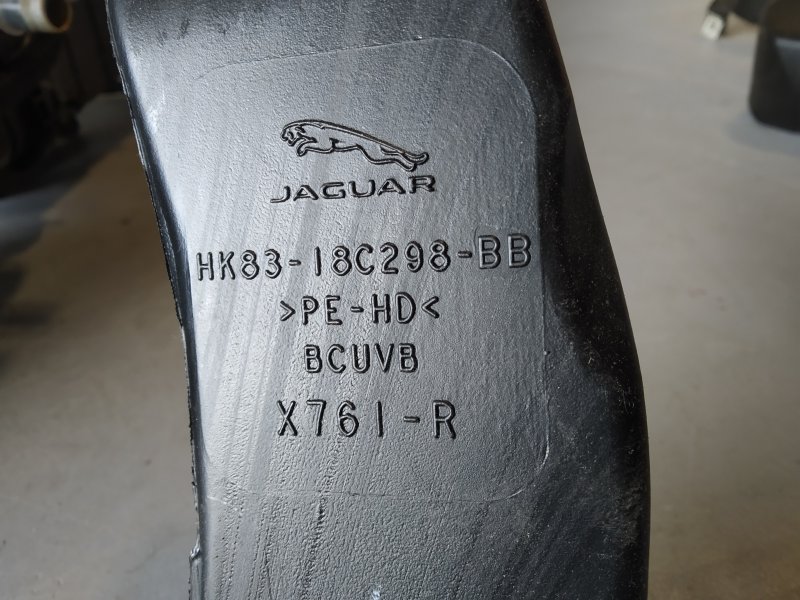 JAGUAR
HK83-18C298-BB
>PE-HD<
BCUVB
X761-R